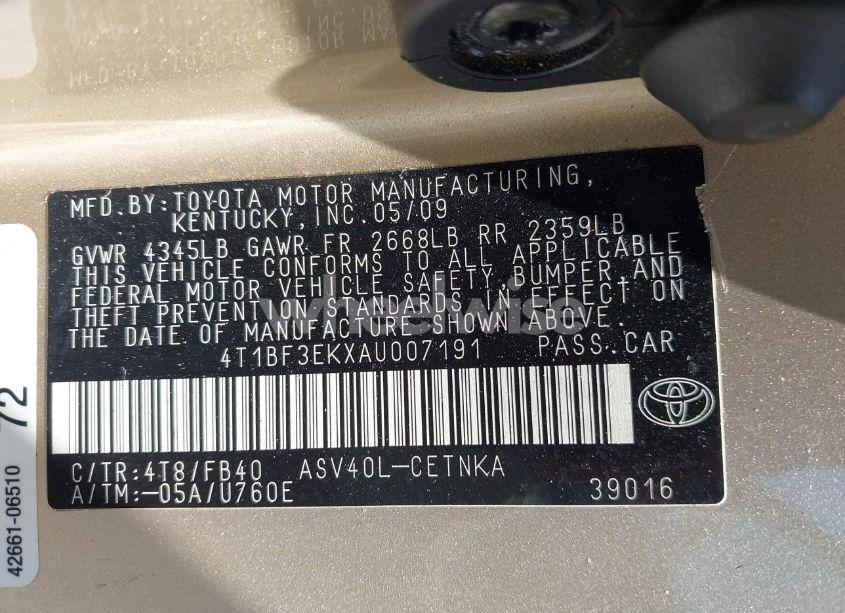 MFD.BY:TOYOTA MOTOR MANUFACTURING,
KENTUCKY,INC.05/09
GVWR 4345LB GAWR FR 2668LB RR 2359LB
THIS VEHICLE CONFORMS TO ALL APPLICABLE
FEDERAL MOTOR VEHICLE SAFETY,BUMPER,AND
THEFT PREVENTION STANDARDS IN EFFECT ON
THE DATE OF MANUFACTURE SHOWN ABOVE.
4T1BF3EKXAU007191 PASS.CAR
C/TR:4T8/FB40 ASV40L-CETNKA
A/TM:-05A/U760E 39016
42661-06510 72
wheelwise